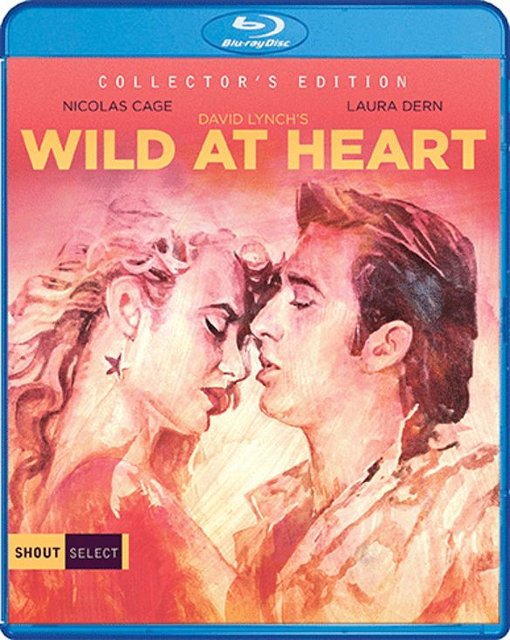 Blu-ray Disc
COLLECTOR'S EDITION
NICOLAS CAGE
LAURA DERN
DAVID LYNCH'S
WILD AT HEART
SHOUT SELECT